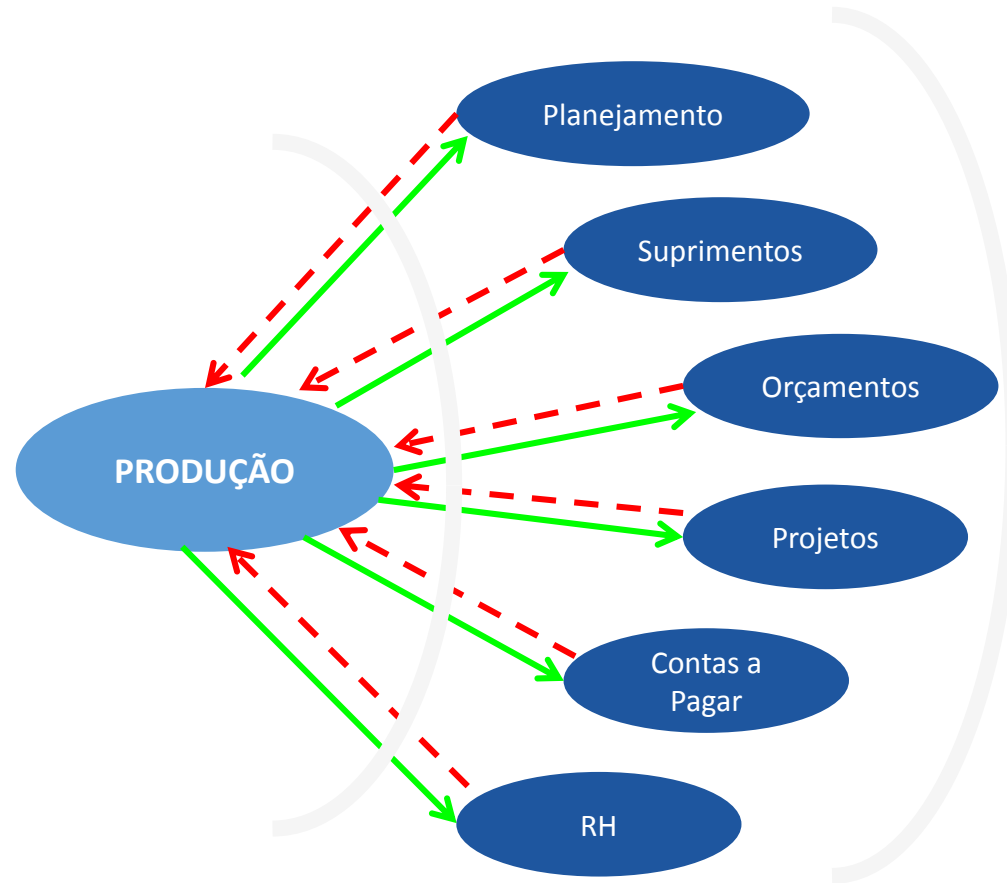 Planejamento
Suprimentos
Orçamentos
PRODUÇÃO
Projetos
Contas a
Pagar
RH